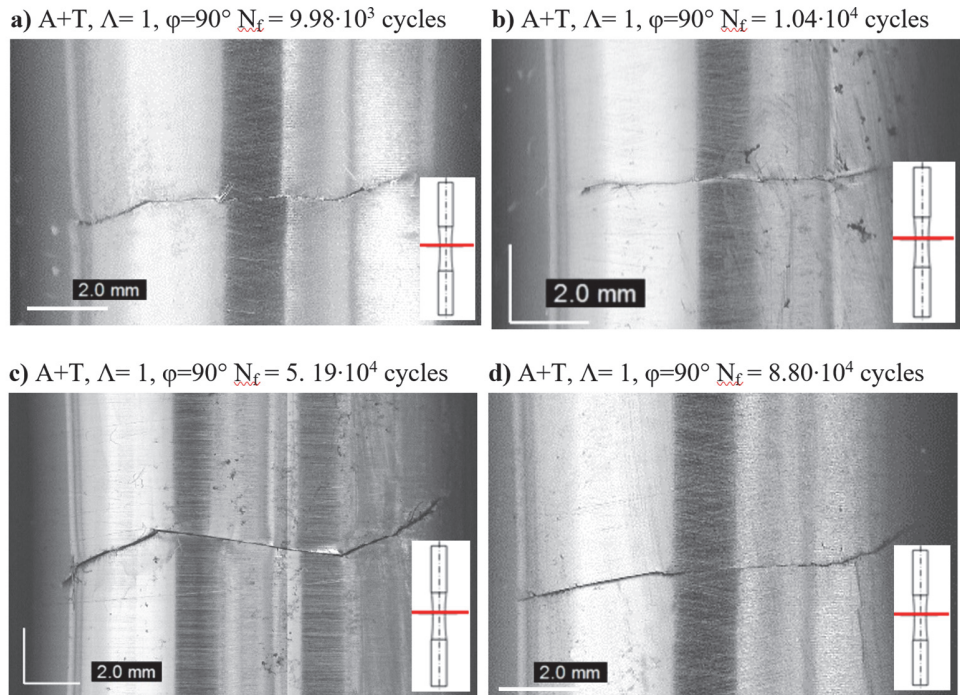 a) A+T, Λ= 1, φ=90° Nf = 9.98·10³ cycles
b) A+T, Λ= 1, φ=90° Nf = 1.04·10⁴ cycles
2.0 mm
2.0 mm
c) A+T, Λ= 1, φ=90° Nf = 5. 19·10⁴ cycles
d) A+T, Λ= 1, φ=90° Nf = 8.80·10⁴ cycles
2.0 mm
2.0 mm